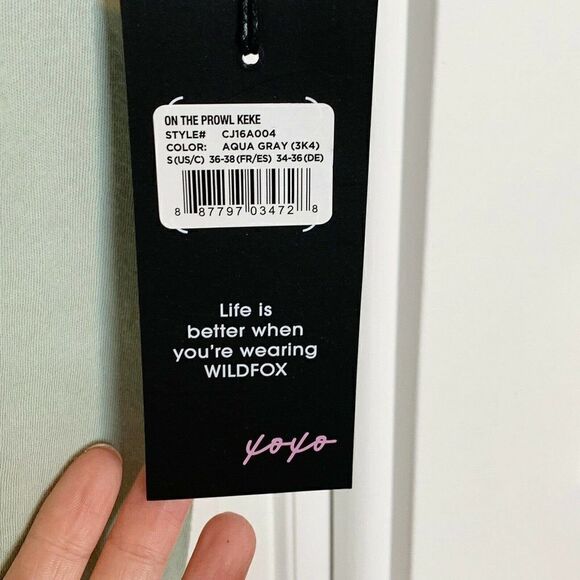 ON THE PROWL KEKE
STYLE# CJ16A004
COLOR: AQUA GRAY (3K4)
S(US/C) 36-38(FR/ES) 34-36(DE)
8 87797 03472 8
Life is
better when
you're wearing
WILDFOX
xoxo